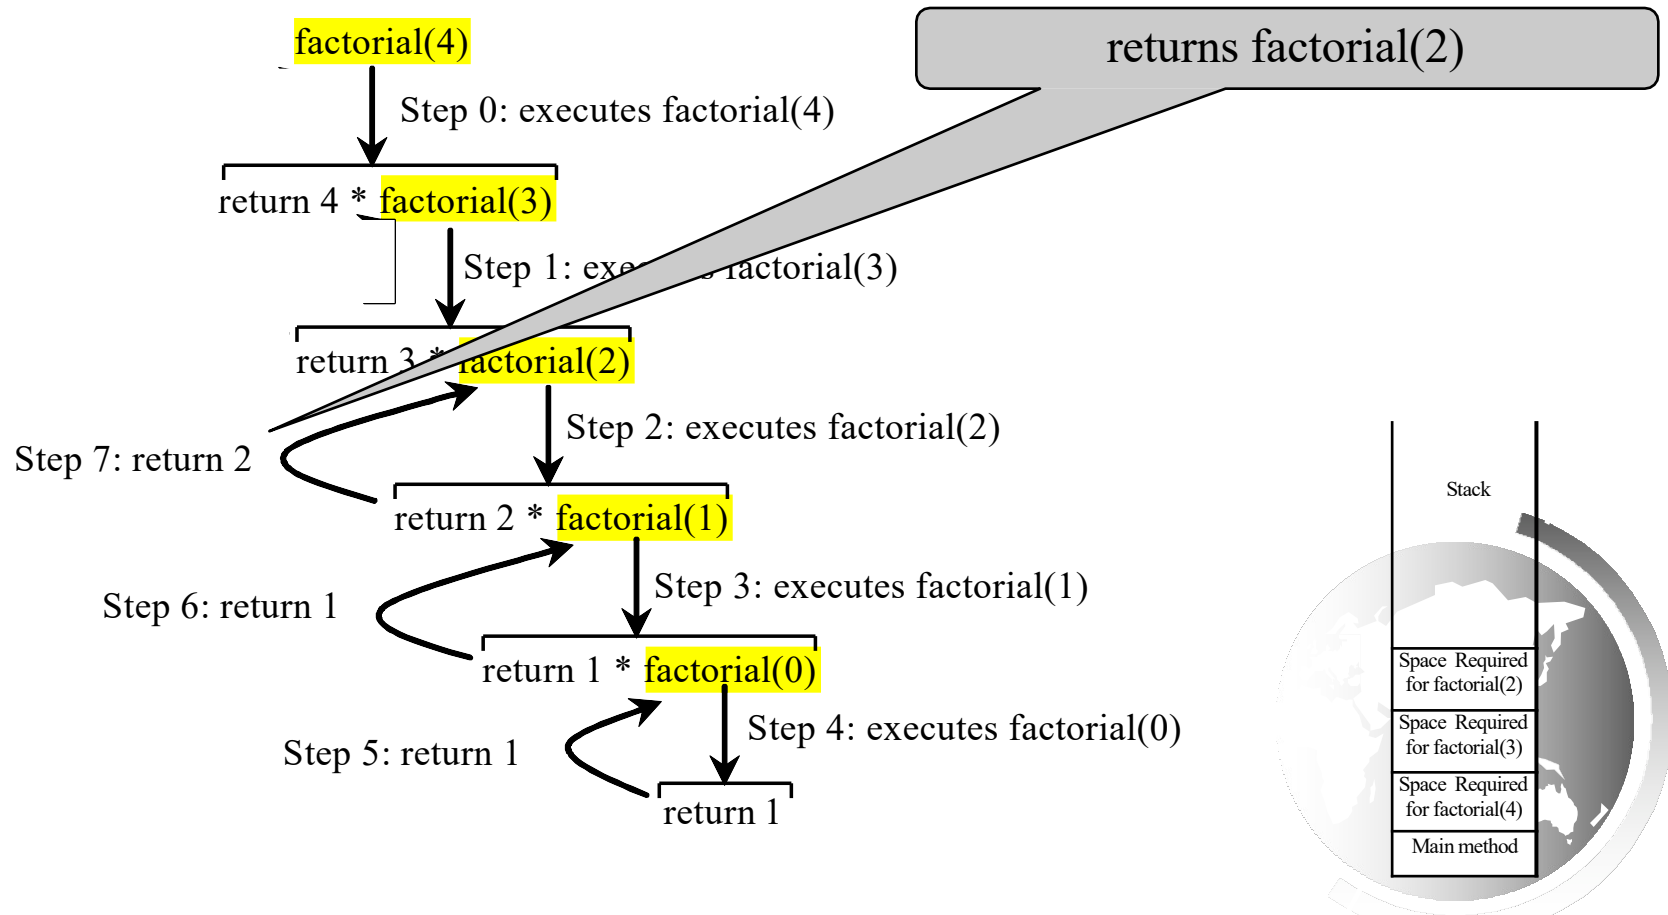 factorial(4)
returns factorial(2)
Step 0: executes factorial(4)
return 4 * factorial(3)
Step 1: factorial(3)
return 3 * factorial(2)
Step 2: executes factorial(2)
Step 7: return 2
return 2 * factorial(1)
Step 3: executes factorial(1)
Step 6: return 1
return 1 * factorial(0)
Step 4: executes factorial(0)
Step 5: return 1
return 1
Stack
Space Required
for factorial(2)
Space Required
for factorial(3)
Space Required
for factorial(4)
Main method